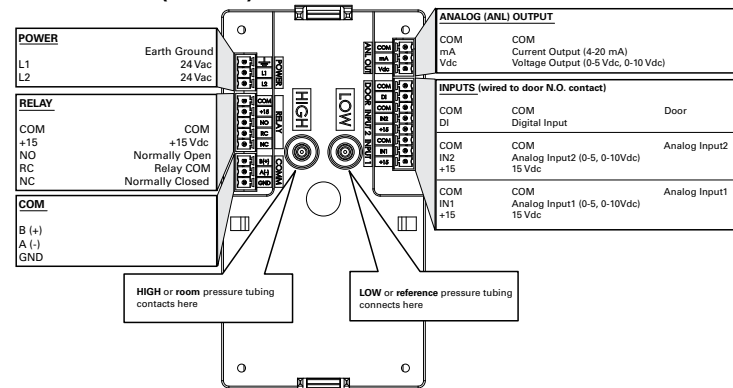 POWER
Earth Ground
L1 24 Vac
L2 24 Vac
RELAY
COM COM
+15 +15 Vdc
NO Normally Open
RC Relay COM
NC Normally Closed
COM
B (+)
A (-)
GND
L1
L2
POWER
COM
+15
NO
RC
NC
RELAY
B(+)
A(-)
GND
COMM
HIGH
LOW
COM
mA
Vdc
ANL OUT
COM
DI
DOOR
COM
IN2
+15
INPUT 2
COM
IN1
+15
INPUT 1
ANALOG (ANL) OUTPUT
COM COM
mA Current Output (4-20 mA)
Vdc Voltage Output (0-5 Vdc, 0-10 Vdc)
INPUTS (wired to door N.O. contact)
COM COM Door
DI Digital Input
COM COM Analog Input2
IN2 Analog Input2 (0-5, 0-10Vdc)
+15 15 Vdc
COM COM Analog Input1
IN1 Analog Input1 (0-5, 0-10Vdc)
+15 15 Vdc
HIGH or room pressure tubing
contacts here
LOW or reference pressure tubing
connects here